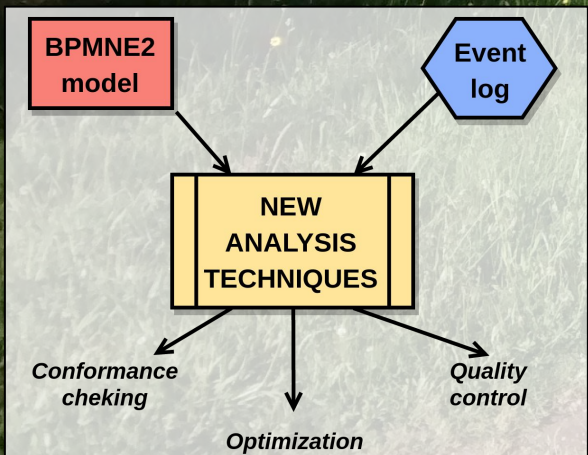 BPMNE2
model
Event
log
NEW
ANALYSIS
TECHNIQUES
Conformance
cheking
Quality
control
Optimization